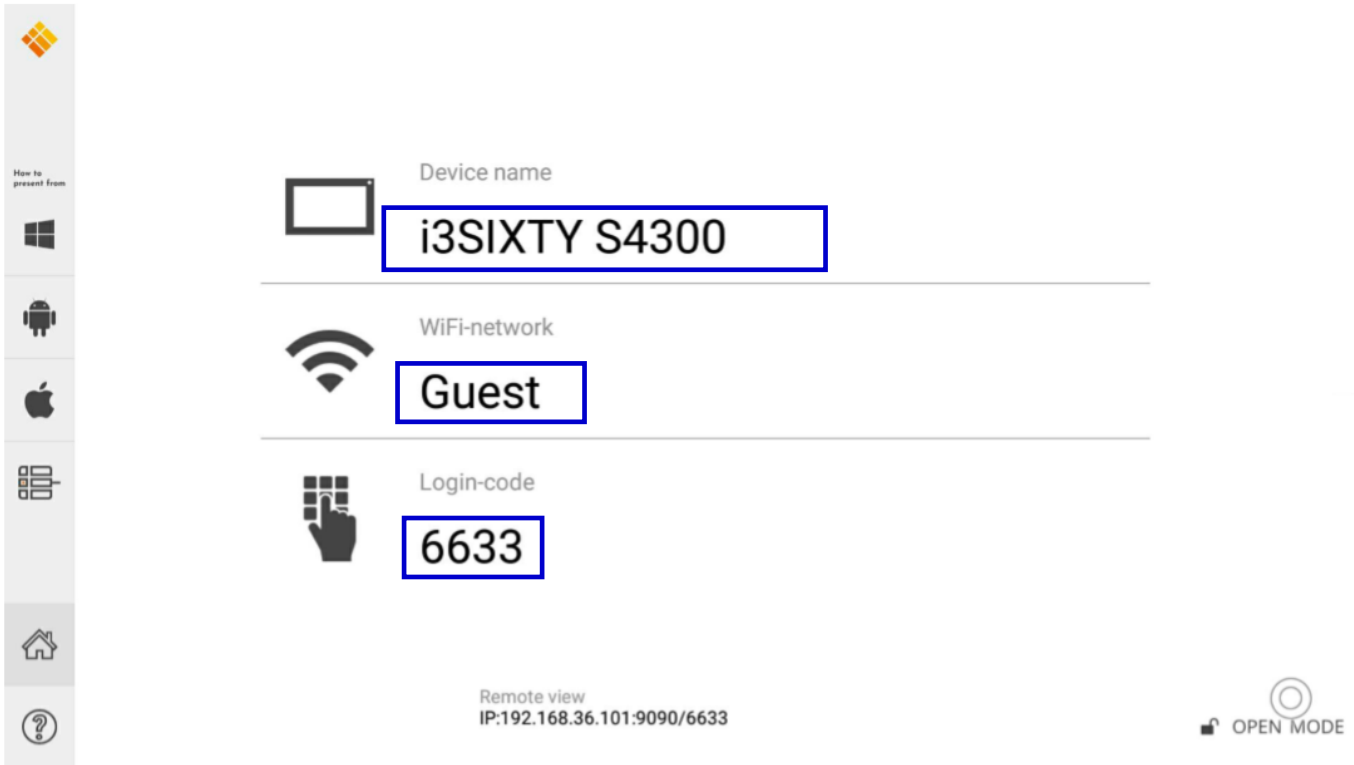 How to
present from
Device name
i3SIXTY S4300
WiFi-network
Guest
Login-code
6633
Remote view
IP:192.168.36.101:9090/6633
OPEN MODE